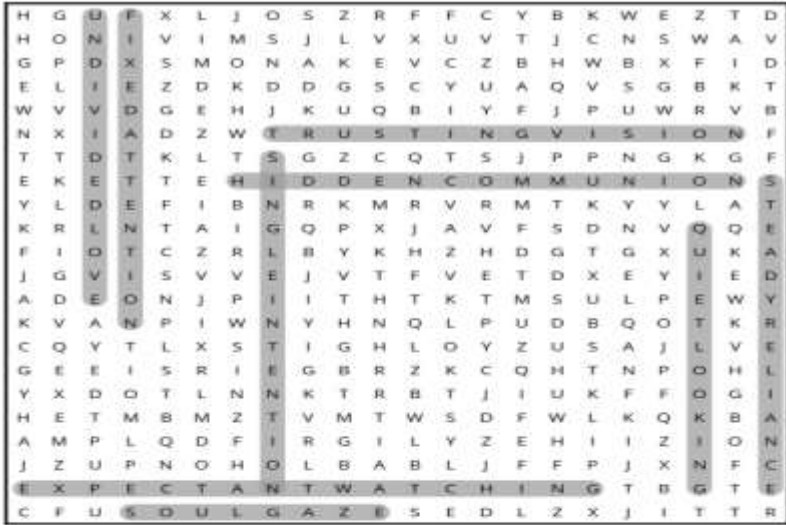 H G U F X L J O S Z R F F C Y B K W E Z T D
H O N I V I M S J L V X U V T J C N S W A V
G P D X S M O N A K E V C Z B H W B X F I D
E L I E Z D K D D G S C Y U A Q V S G B K T
W V V D G E H J K U Q B I Y F J P U W R V B
N X I A D Z W T R U S T I N G V I S I O N F
T T D T K L T S G Z C Q T S J P P N G K G F
E K E T T E H I D D E N C O M M U N I O N S
Y L D E F I B N R K M R V R M T K Y Y L A T
K R L N T A I G Q P X J A V F S D N V Q Q E
F I O T C Z R L B Y K H Z H D G T G X U K A
J G V I S V V E J V T F V E T D X E Y I E D
A D E O N J P I I T H T K T M S U L P E W Y
K V A N P I W N Y H N Q L P U D B Q O T K R
C Q Y T L X S T I G H L O Y Z U S A J L V E
G E E I S R I E G B R Z K C Q H T N P O H L
Y X D O T L N N K T R B T J I U K F F O G I
H E T M B M Z T V M T W S D F W L K Q K B A
A M P L Q D F I R G I L Y Z E H I I Z I O N
J Z U P N O H O L B A B L J F F P J X N F C
E X P E C T A N T W A T C H I N G T B G T E
C F U S O U L G A Z E S E D L Z X J I T T R